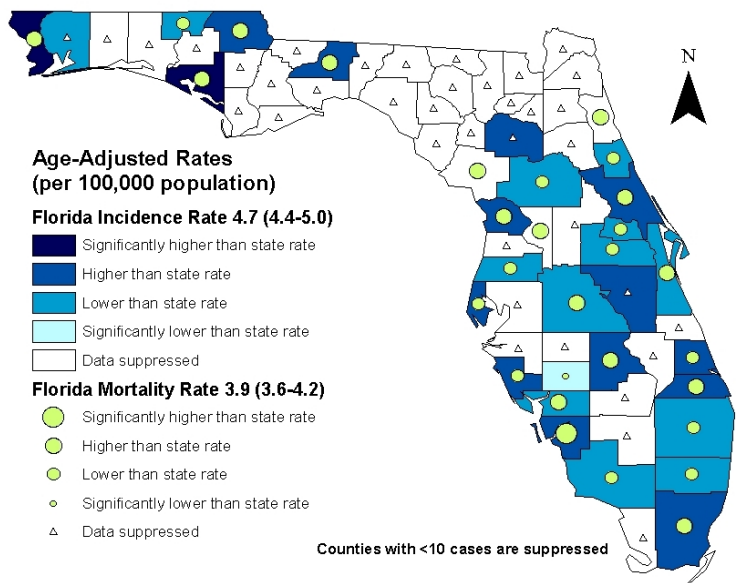 N
Age-Adjusted Rates
(per 100,000 population)
Florida Incidence Rate 4.7 (4.4-5.0)
Significantly higher than state rate
Higher than state rate
Lower than state rate
Significantly lower than state rate
Data suppressed
Florida Mortality Rate 3.9 (3.6-4.2)
Significantly higher than state rate
Higher than state rate
Lower than state rate
Significantly lower than state rate
Data suppressed
Counties with <10 cases are suppressed